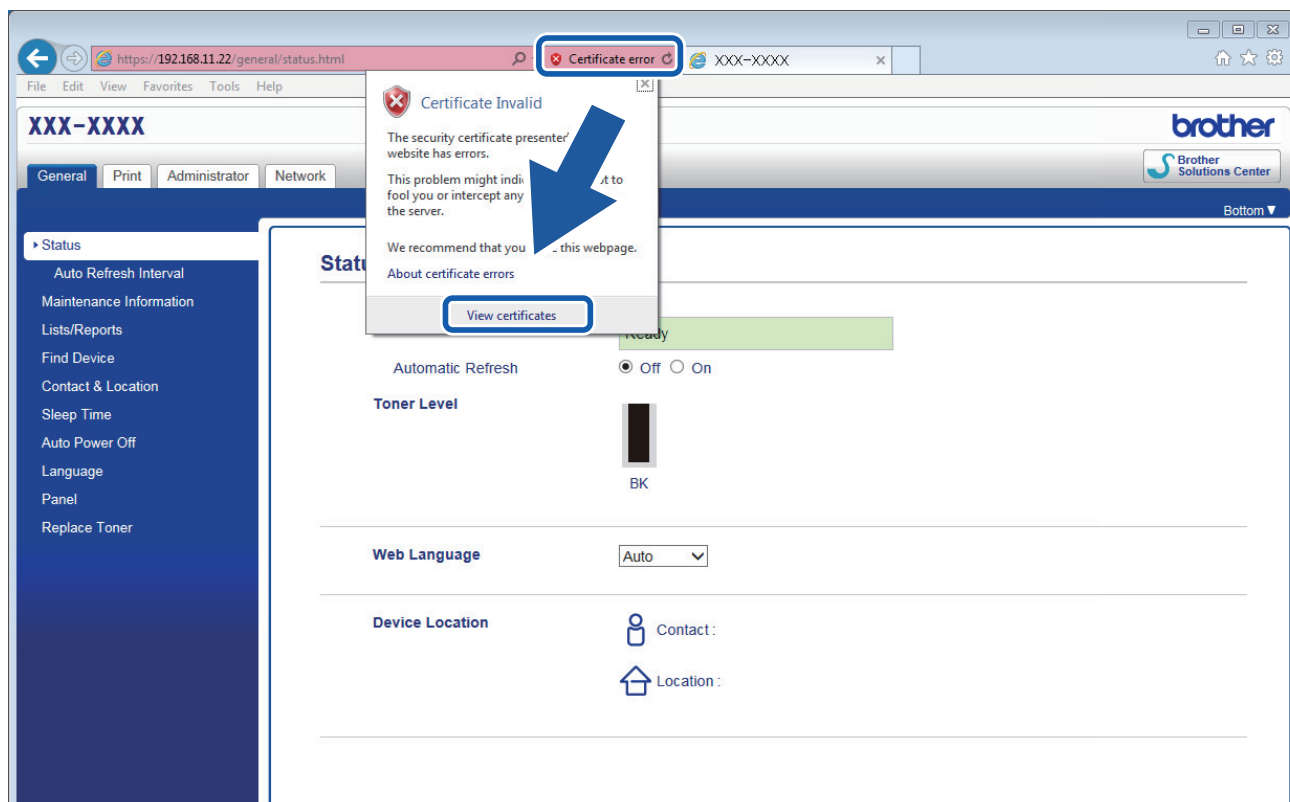 https://192.168.11.22/general/status.html
Certificate error
XXX-XXXX
File Edit View Favorites Tools Help
Certificate Invalid
The security certificate presented
website has errors.
This problem might to
fool you or intercept any
the server.
We recommend that you this webpage.
About certificate errors
View certificates
XXX-XXXX
brother
General Print Administrator Network
Brother
Solutions Center
Bottom▼
Status
Auto Refresh Interval
Maintenance Information
Lists/Reports
Find Device
Contact & Location
Sleep Time
Auto Power Off
Language
Panel
Replace Toner
Ready
Automatic Refresh Off On
Toner Level
BK
Web Language Auto
Device Location Contact :
Location :